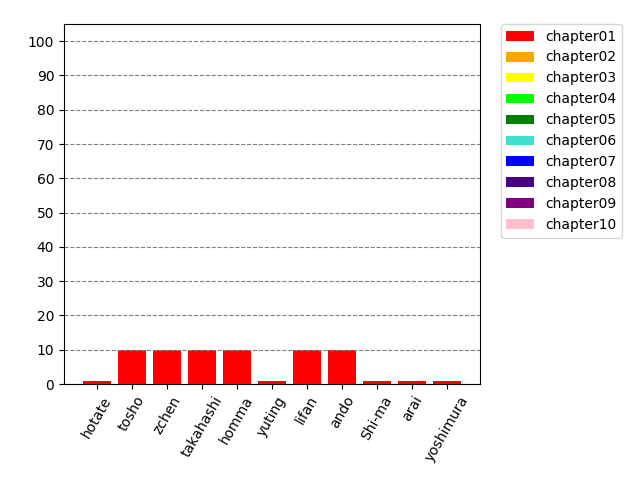 100
90
80
70
60
50
40
30
20
10
0
hotate
tosho
zchen
takahashi
homma
yuting
lifan
ando
Shi-ma
arai
yoshimura
chapter01
chapter02
chapter03
chapter04
chapter05
chapter06
chapter07
chapter08
chapter09
chapter10